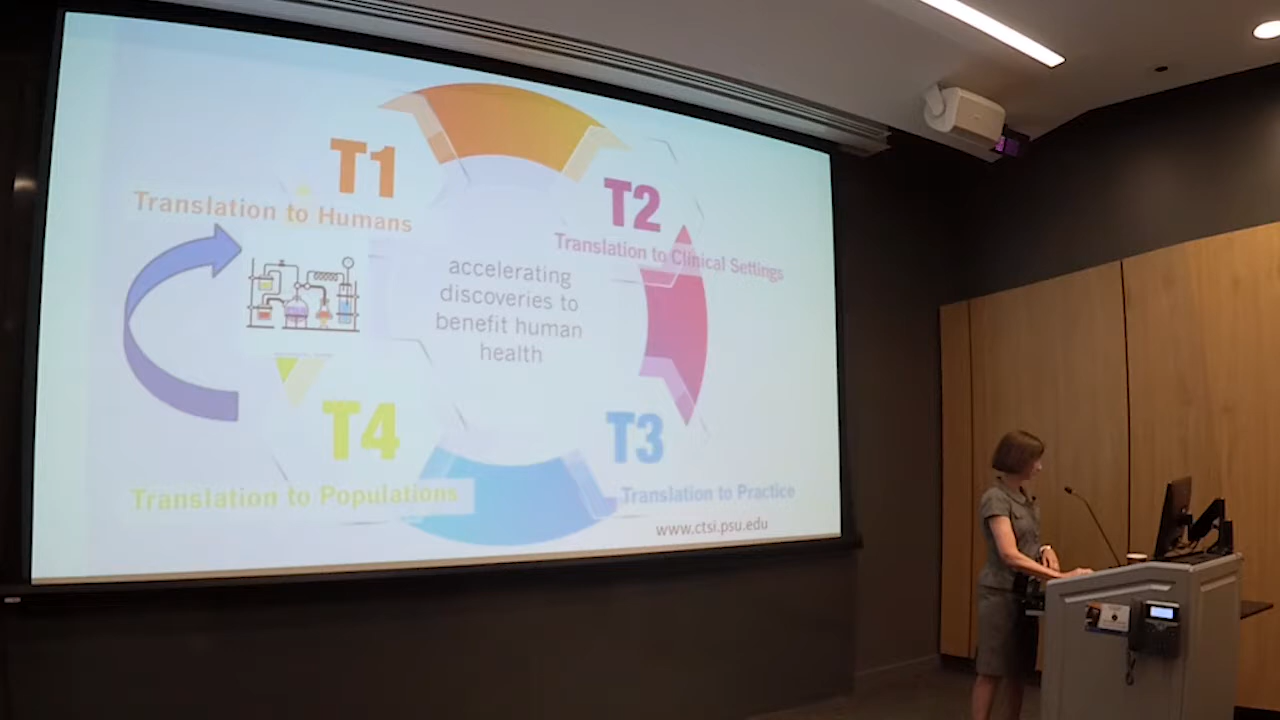 T1
Translation to Humans
T2
Translation to Clinical Settings
accelerating
discoveries to
benefit human
health
T4
Translation to Populations
T3
Translation to Practice
www.ctsi.psu.edu